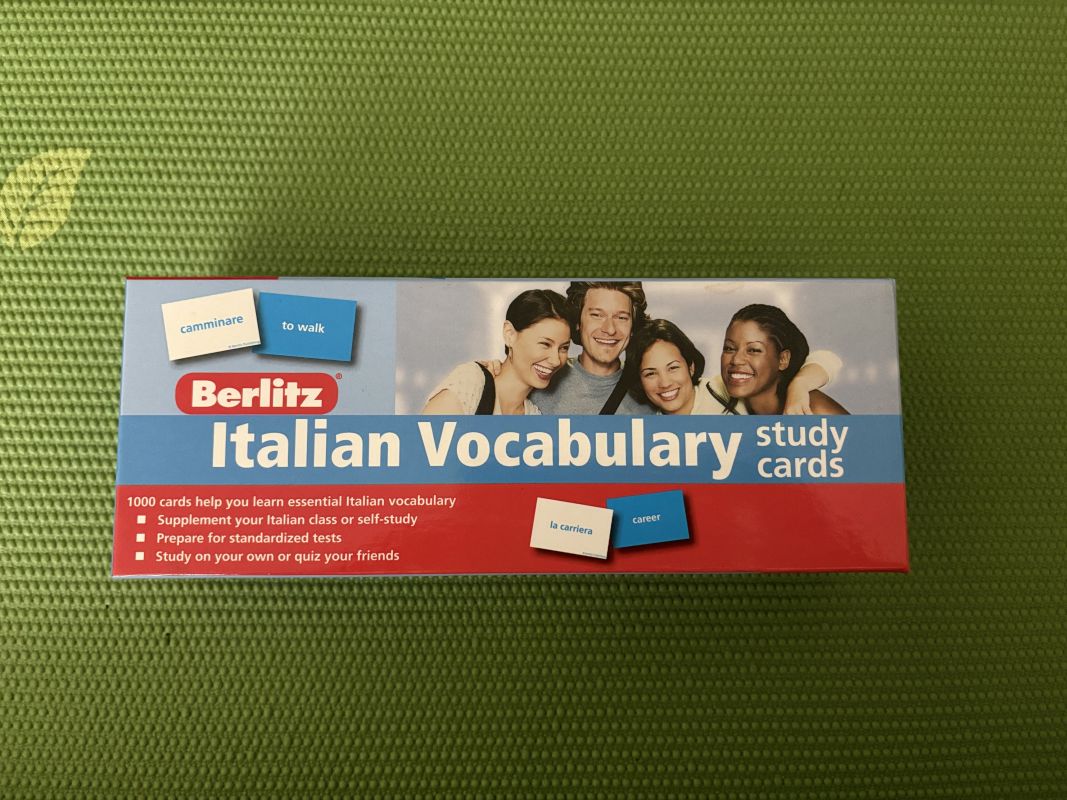 camminare
to walk
Berlitz®
Italian Vocabulary study cards
1000 cards help you learn essential Italian vocabulary
■ Supplement your Italian class or self-study
■ Prepare for standardized tests
■ Study on your own or quiz your friends
la carriera
career